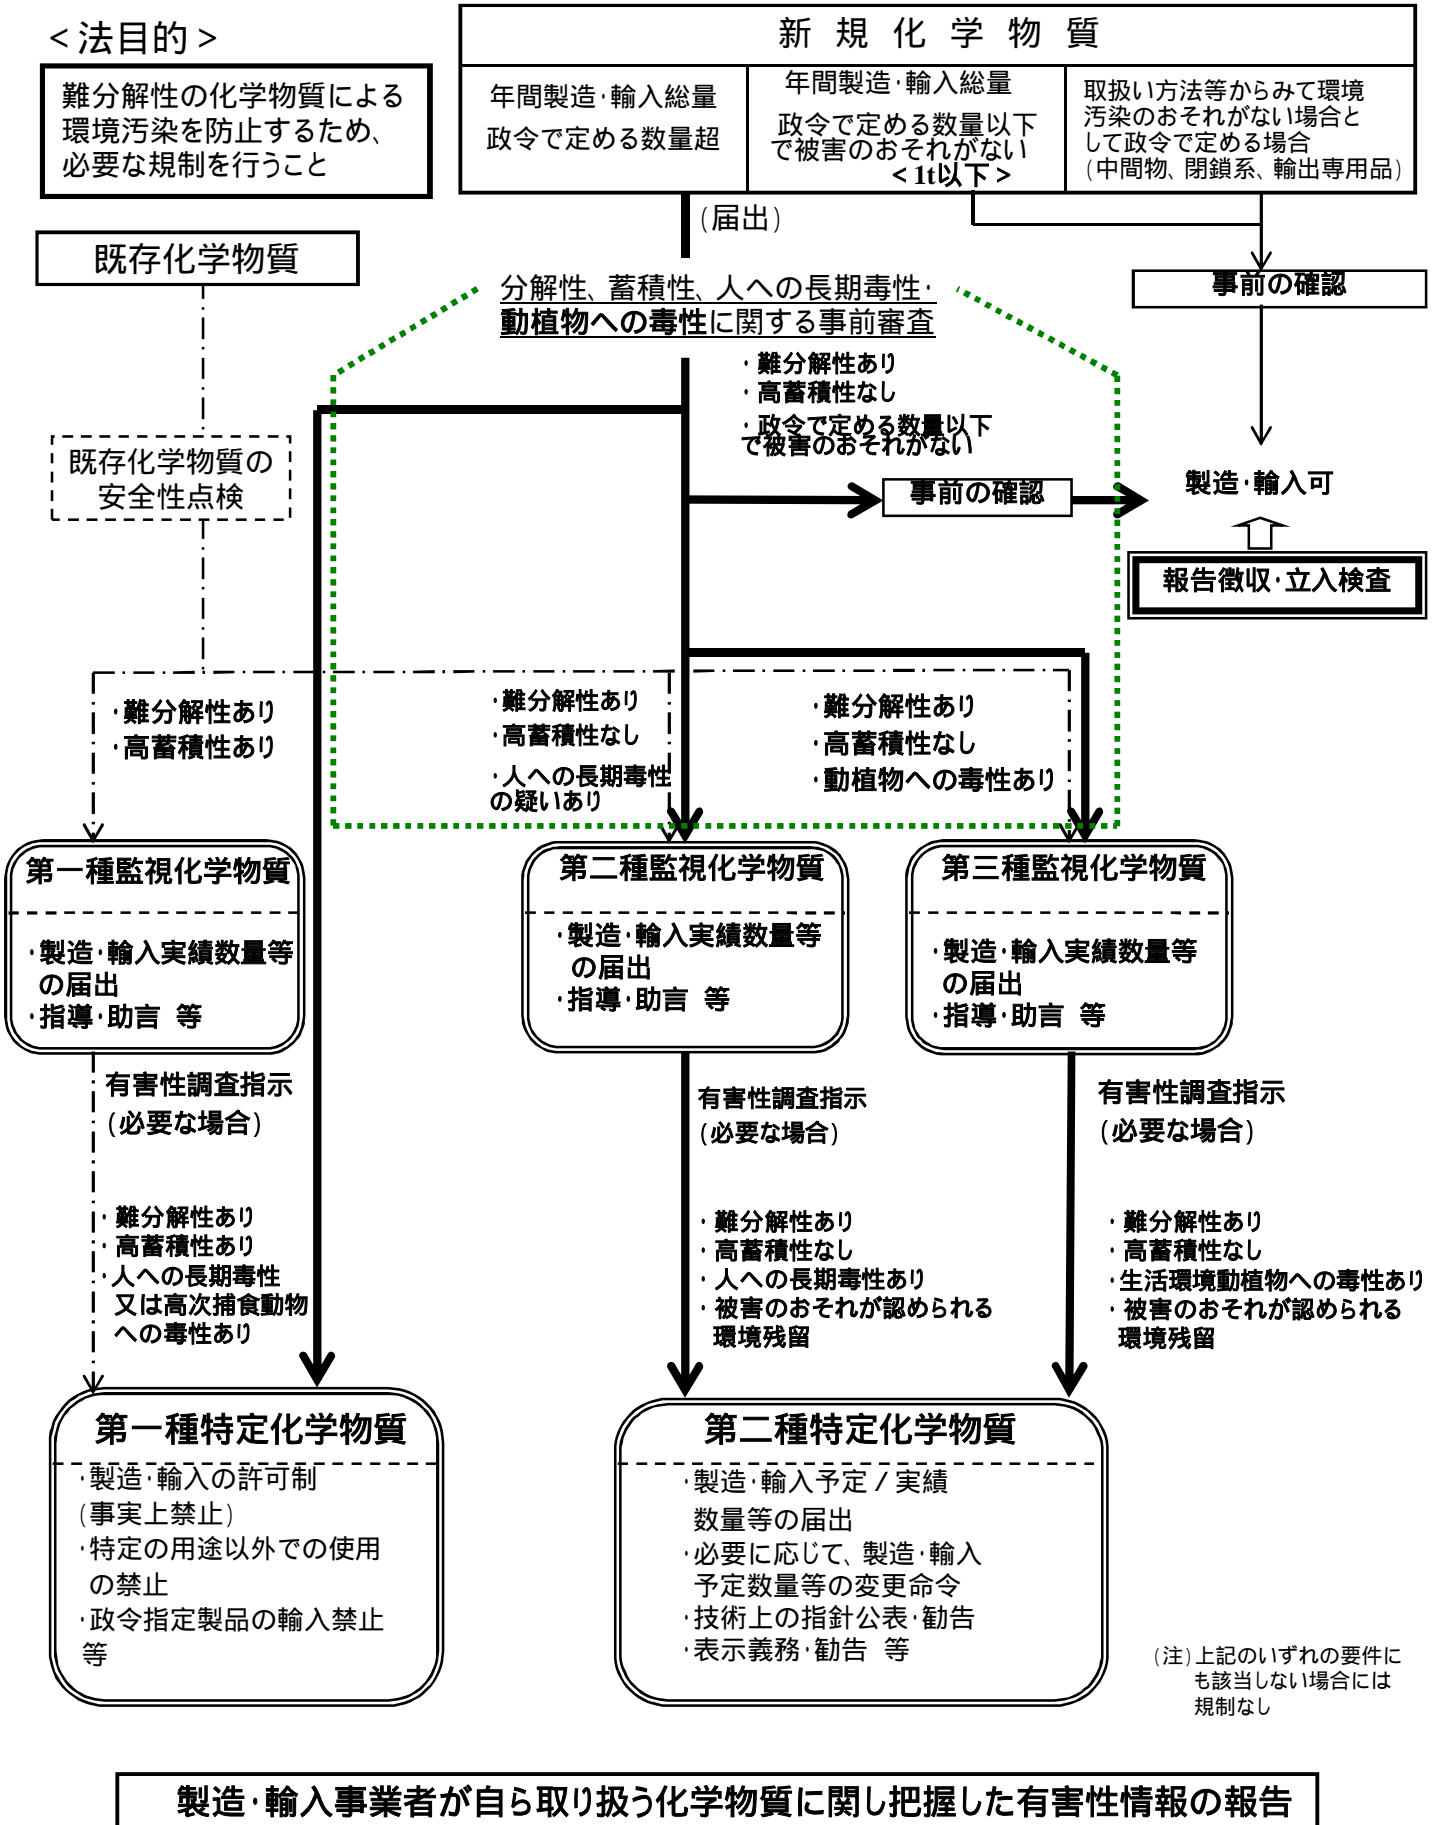 ＜法目的＞
難分解性の化学物質による
環境汚染を防止するため、
必要な規制を行うこと
新規化学物質
年間製造・輸入総量
政令で定める数量超
年間製造・輸入総量
政令で定める数量以下
で被害のおそれがない
＜1t以下＞
取扱い方法等からみて環境
汚染のおそれがない場合と
して政令で定める場合
(中間物、閉鎖系、輸出専用品)
(届出)
既存化学物質
分解性、蓄積性、人への長期毒性・
動植物への毒性に関する事前審査
事前の確認
・難分解性あり
・高蓄積性なし
・政令で定める数量以下
で被害のおそれがない
既存化学物質の
安全性点検
事前の確認
製造・輸入可
報告徴収・立入検査
・難分解性あり
・高蓄積性あり
・難分解性あり
・高蓄積性なし
・人への長期毒性
の疑いあり
・難分解性あり
・高蓄積性なし
・動植物への毒性あり
第一種監視化学物質
・製造・輸入実績数量等
の届出
・指導・助言 等
第二種監視化学物質
・製造・輸入実績数量等
の届出
・指導・助言 等
第三種監視化学物質
・製造・輸入実績数量等
の届出
・指導・助言 等
有害性調査指示
(必要な場合)
有害性調査指示
(必要な場合)
有害性調査指示
(必要な場合)
・難分解性あり
・高蓄積性あり
・人への長期毒性
又は高次捕食動物
への毒性あり
・難分解性あり
・高蓄積性なし
・人への長期毒性あり
・被害のおそれが認められる
環境残留
・難分解性あり
・高蓄積性なし
・生活環境動植物への毒性あり
・被害のおそれが認められる
環境残留
第一種特定化学物質
・製造・輸入の許可制
(事実上禁止)
・特定の用途以外での使用
の禁止
・政令指定製品の輸入禁止
等
第二種特定化学物質
・製造・輸入予定/実績
数量等の届出
・必要に応じて、製造・輸入
予定数量等の変更命令
・技術上の指針公表・勧告
・表示義務・勧告 等
(注)上記のいずれの要件に
も該当しない場合には
規制なし
製造・輸入事業者が自ら取り扱う化学物質に関し把握した有害性情報の報告